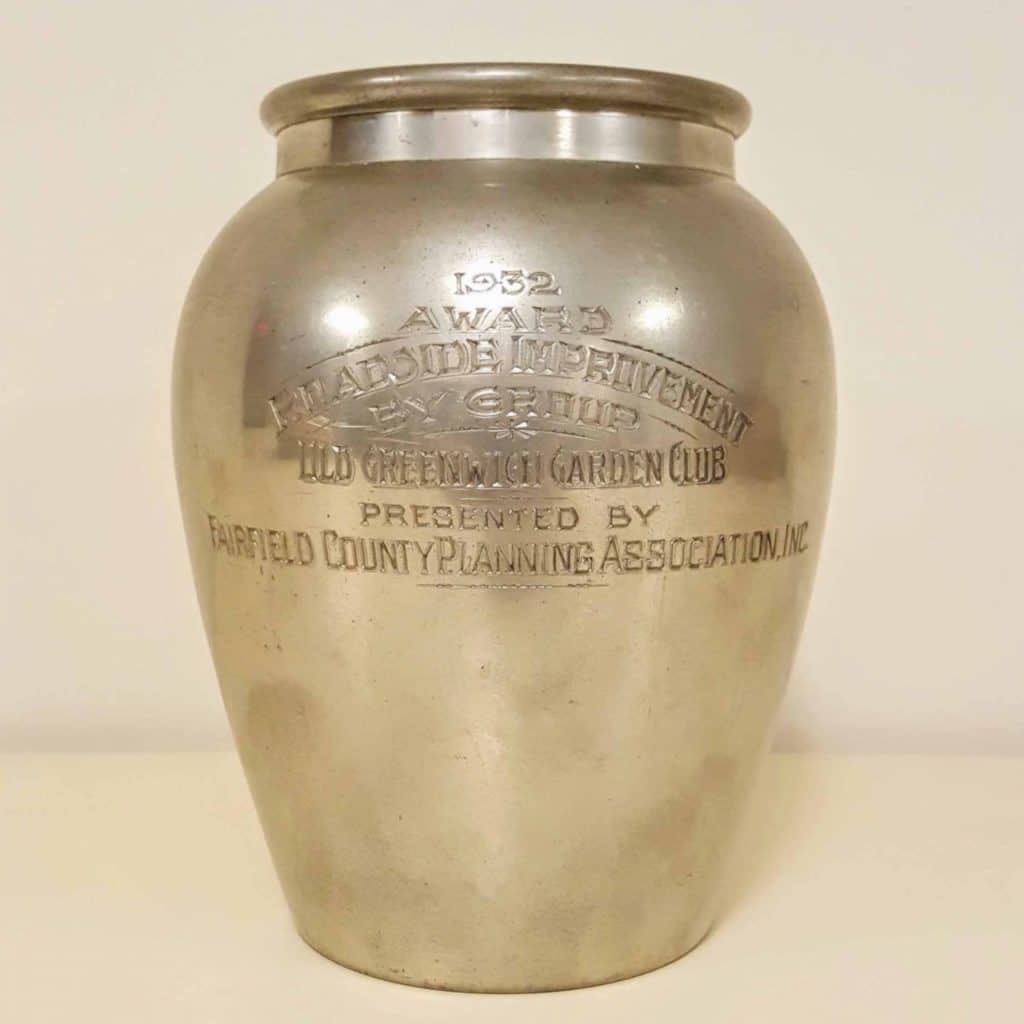 1932
AWARD
ROADSIDE IMPROVEMENT
BY GROUP
OLD GREENWICH GARDEN CLUB
PRESENTED BY
FAIRFIELD COUNTY PLANNING ASSOCIATION, INC.